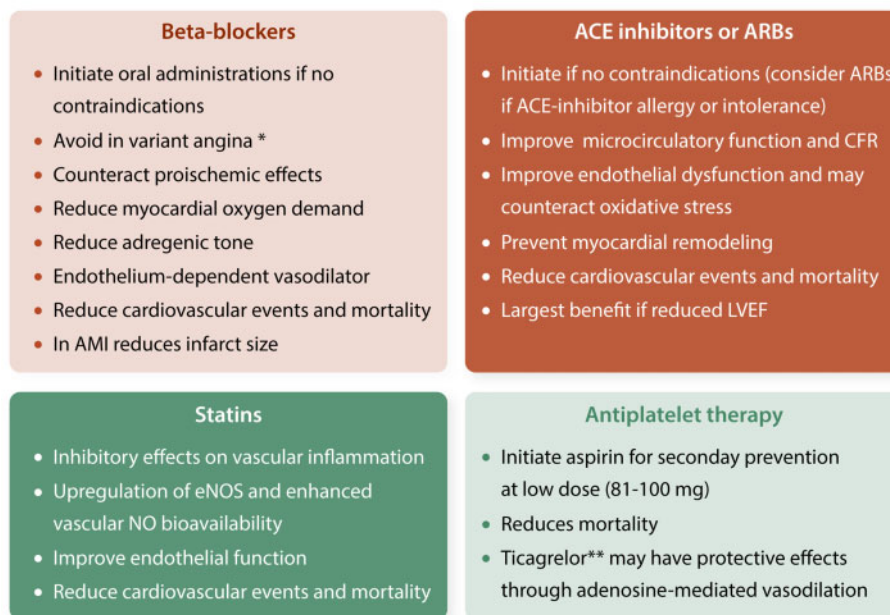 Beta-blockers
• Initiate oral administrations if no
contraindications
• Avoid in variant angina *
• Counteract proischemic effects
• Reduce myocardial oxygen demand
• Reduce adregenic tone
• Endothelium-dependent vasodilator
• Reduce cardiovascular events and mortality
• In AMI reduces infarct size
ACE inhibitors or ARBs
• Initiate if no contraindications (consider ARBs
if ACE-inhibitor allergy or intolerance)
• Improve microcirculatory function and CFR
• Improve endothelial dysfunction and may
counteract oxidative stress
• Prevent myocardial remodeling
• Reduce cardiovascular events and mortality
• Largest benefit if reduced LVEF
Statins
• Inhibitory effects on vascular inflammation
• Upregulation of eNOS and enhanced
vascular NO bioavailability
• Improve endothelial function
• Reduce cardiovascular events and mortality
Antiplatelet therapy
• Initiate aspirin for seconday prevention
at low dose (81-100 mg)
• Reduces mortality
• Ticagrelor** may have protective effects
through adenosine-mediated vasodilation